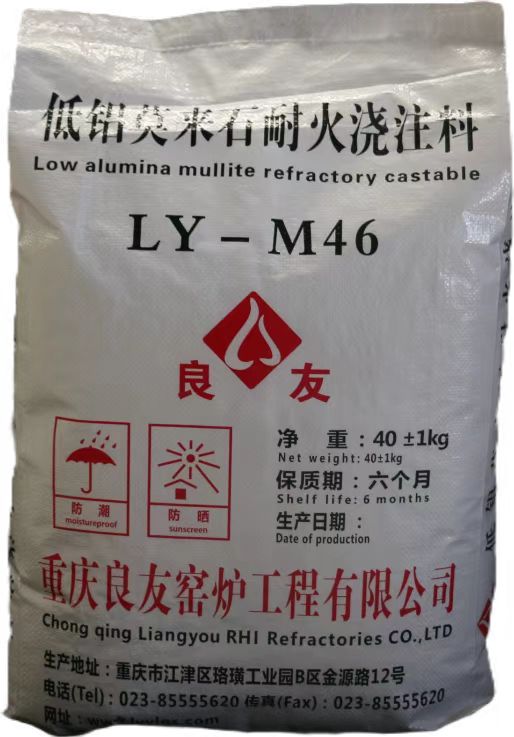 低铝莫来石耐火浇注料
Low alumina mullite refractory castable
LY-M46
良 友
净 重：40 ±1kg
Net weight: 40±1kg
保质期：六个月
Shelf life: 6 months
生产日期：
Date of production
防 潮
moistureproof
防 晒
sunscreen
重庆良友窑炉工程有限公司
Chong qing Liangyou RHI Refractories CO.,LTD
生产地址：重庆市江津区珞璜工业园B区金源路12号
电话(Tel)：023-85555620 传真(Fax)：023-85555620
网址：